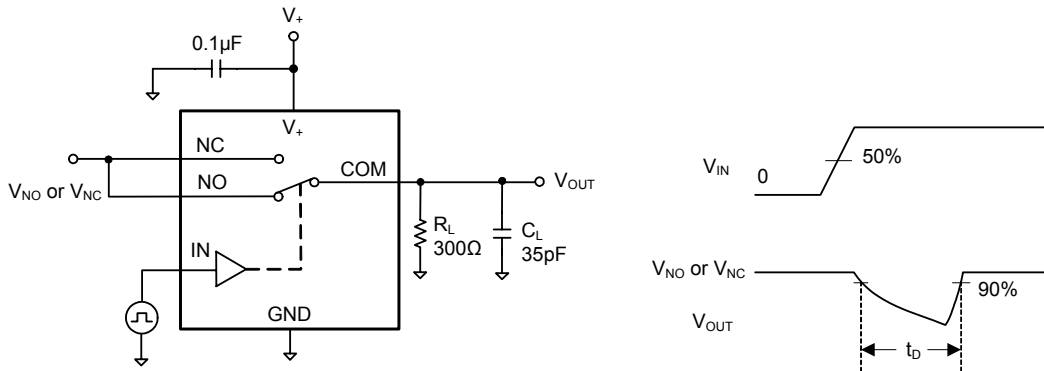 V+
0.1µF
V+
NC
NO
COM
VNO or VNC
VOUT
IN
RL
300Ω
CL
35pF
GND
VIN
0
50%
VNO or VNC
90%
VOUT
tD